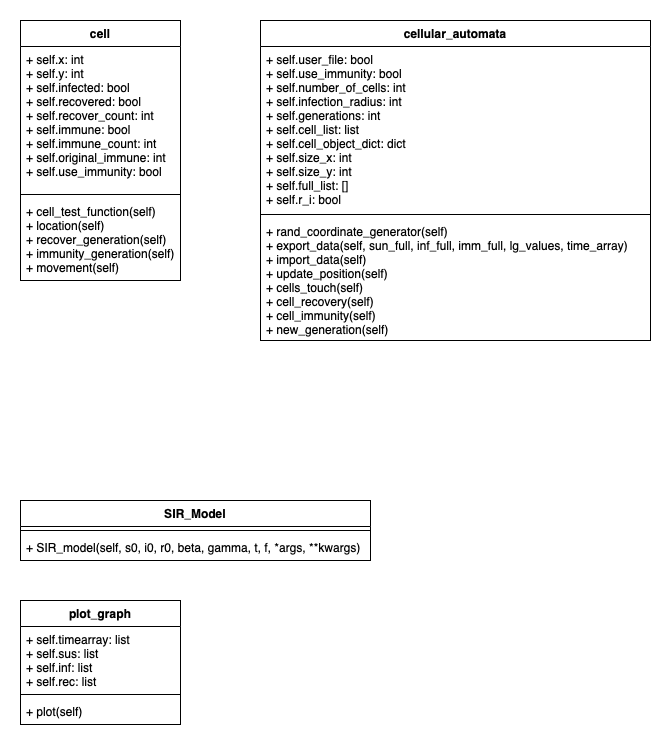 cell
+ self.x: int
+ self.y: int
+ self.infected: bool
+ self.recovered: bool
+ self.recover_count: int
+ self.immune: bool
+ self.immune_count: int
+ self.original_immune: int
+ self.use_immunity: bool
+ cell_test_function(self)
+ location(self)
+ recover_generation(self)
+ immunity_generation(self)
+ movement(self)
cellular_automata
+ self.user_file: bool
+ self.use_immunity: bool
+ self.number_of_cells: int
+ self.infection_radius: int
+ self.generations: int
+ self.cell_list: list
+ self.cell_object_dict: dict
+ self.size_x: int
+ self.size_y: int
+ self.full_list: []
+ self.r_i: bool
+ rand_coordinate_generator(self)
+ export_data(self, sun_full, inf_full, imm_full, lg_values, time_array)
+ import_data(self)
+ update_position(self)
+ cells_touch(self)
+ cell_recovery(self)
+ cell_immunity(self)
+ new_generation(self)
SIR_Model
+ SIR_model(self, s0, i0, r0, beta, gamma, t, f, *args, **kwargs)
plot_graph
+ self.timearray: list
+ self.sus: list
+ self.inf: list
+ self.rec: list
+ plot(self)